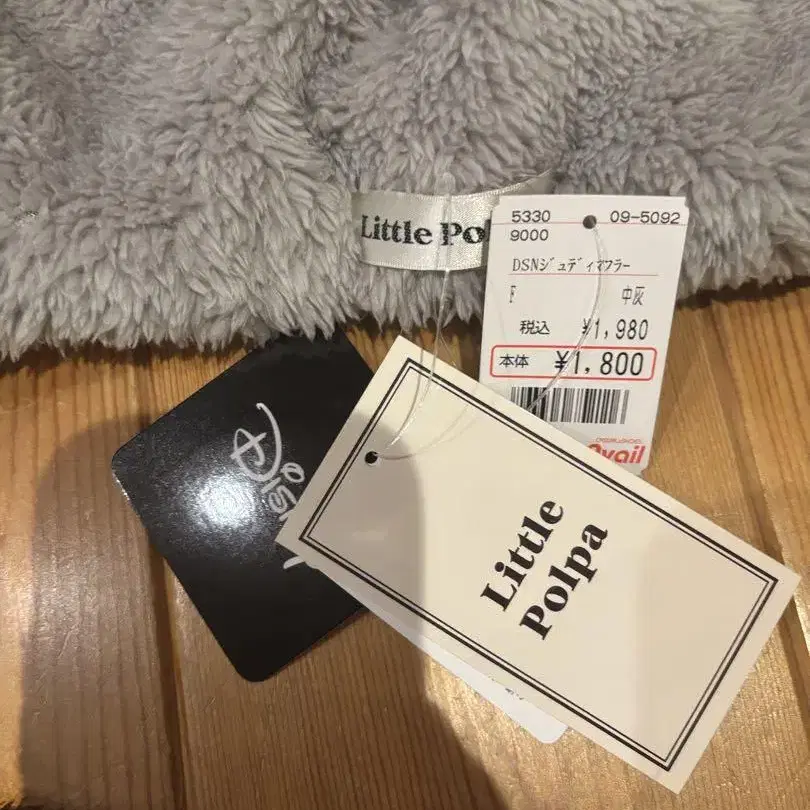 Little Pol
5330 09-5092
9000
DSNｼﾞｭﾃﾞｨﾏﾌﾗｰ
F 中灰
税込 ¥1,980
本体 ¥1,800
Avail
Disn
Little
Polpa